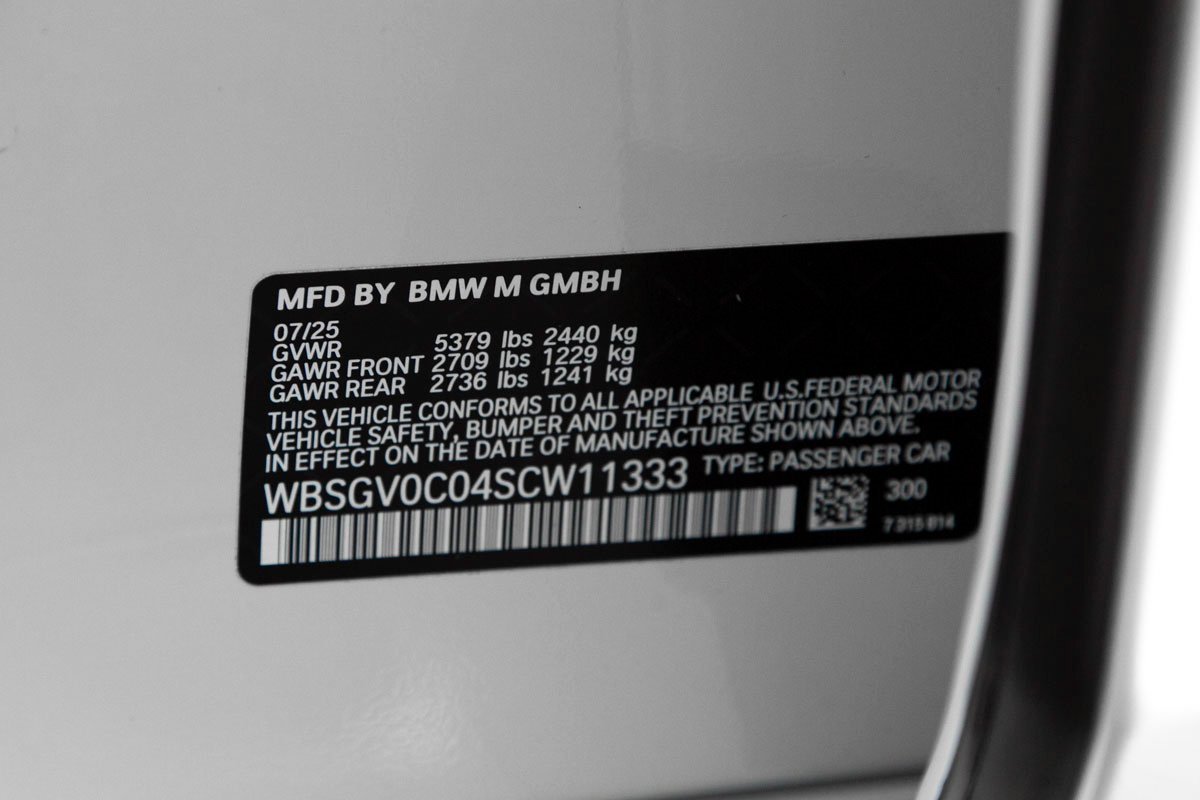 MFD BY BMW M GMBH
07/25
GVWR 5379 lbs 2440 kg
GAWR FRONT 2709 lbs 1229 kg
GAWR REAR 2736 lbs 1241 kg
THIS VEHICLE CONFORMS TO ALL APPLICABLE U.S.FEDERAL MOTOR
VEHICLE SAFETY, BUMPER AND THEFT PREVENTION STANDARDS
IN EFFECT ON THE DATE OF MANUFACTURE SHOWN ABOVE.
WBSGV0C04SCW11333 TYPE: PASSENGER CAR
300
7 315 014